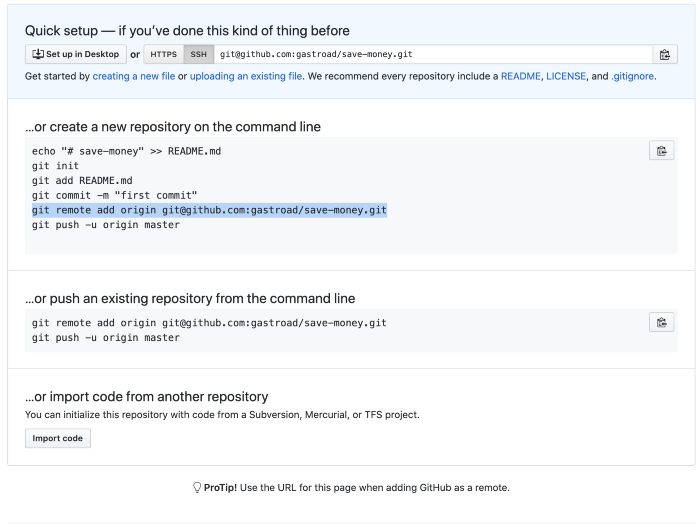 Quick setup — if you've done this kind of thing before
Set up in Desktop or HTTPS SSH git@github.com:gastroad/save-money.git
Get started by creating a new file or uploading an existing file. We recommend every repository include a README, LICENSE, and .gitignore.
…or create a new repository on the command line
echo "# save-money" >> README.md
git init
git add README.md
git commit -m "first commit"
git remote add origin git@github.com:gastroad/save-money.git
git push -u origin master
…or push an existing repository from the command line
git remote add origin git@github.com:gastroad/save-money.git
git push -u origin master
…or import code from another repository
You can initialize this repository with code from a Subversion, Mercurial, or TFS project.
Import code
ProTip! Use the URL for this page when adding GitHub as a remote.